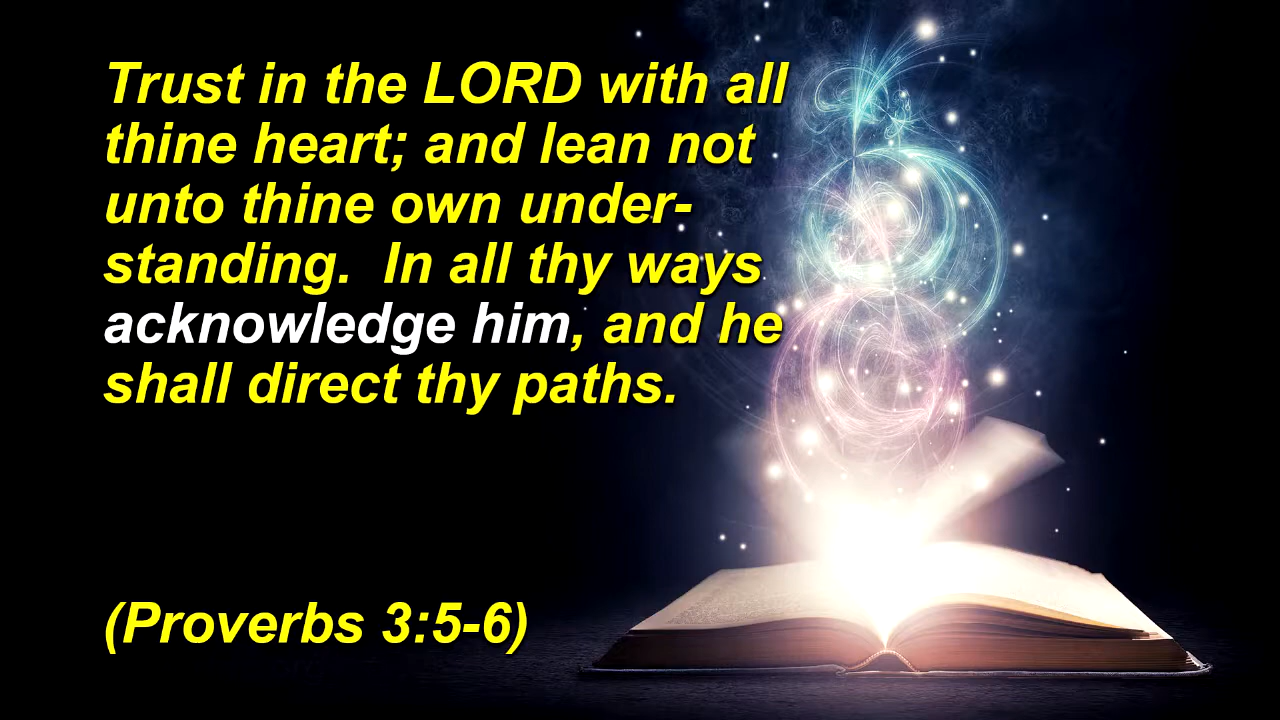 Trust in the LORD with all
thine heart; and lean not
unto thine own under-
standing.  In all thy ways
acknowledge him, and he
shall direct thy paths.
(Proverbs 3:5-6)